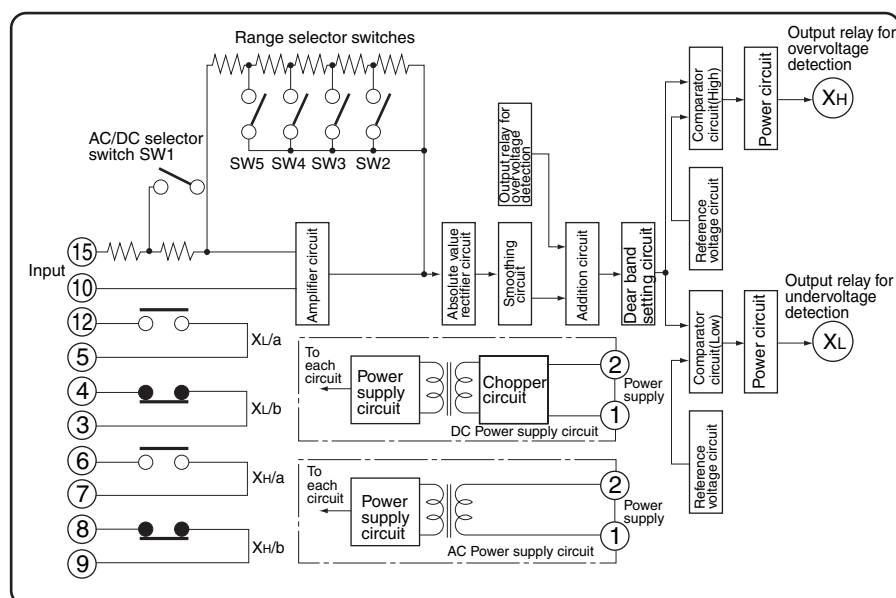 Range selector switches
AC/DC selector
switch SW1
SW5
SW4
SW3
SW2
Output relay for
overvoltage
detection
Output relay for
overvoltage
detection
Comparator
circuit(High)
Power circuit
XH
Reference
voltage circuit
Input
15
10
Amplifier circuit
Absolute value
rectifier circuit
Smoothing
circuit
Addition circuit
Dear band
setting circuit
Output relay for
undervoltage
detection
Comparator
circuit(Low)
Power circuit
XL
Reference
voltage circuit
12
5
XL/a
4
3
XL/b
6
7
XH/a
8
9
XH/b
To
each
circuit
Power
supply
circuit
Chopper
circuit
2
1
Power
supply
DC Power supply circuit
To
each
circuit
Power
supply
circuit
2
1
Power
supply
AC Power supply circuit